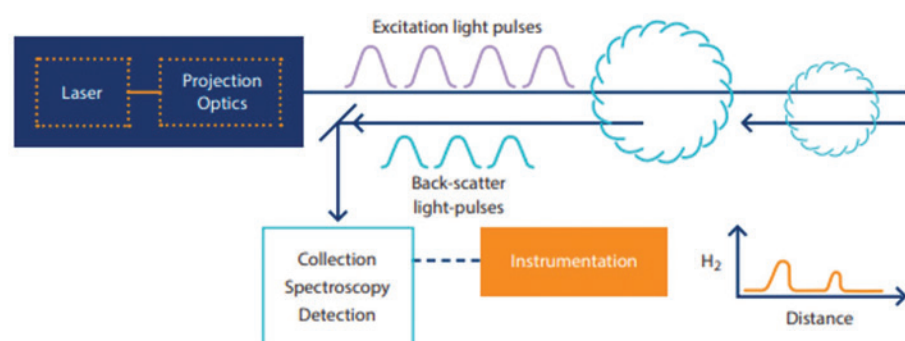 Excitation light pulses
Laser
Projection
Optics
Back-scatter
light-pulses
Collection
Spectroscopy
Detection
Instrumentation
H₂
Distance